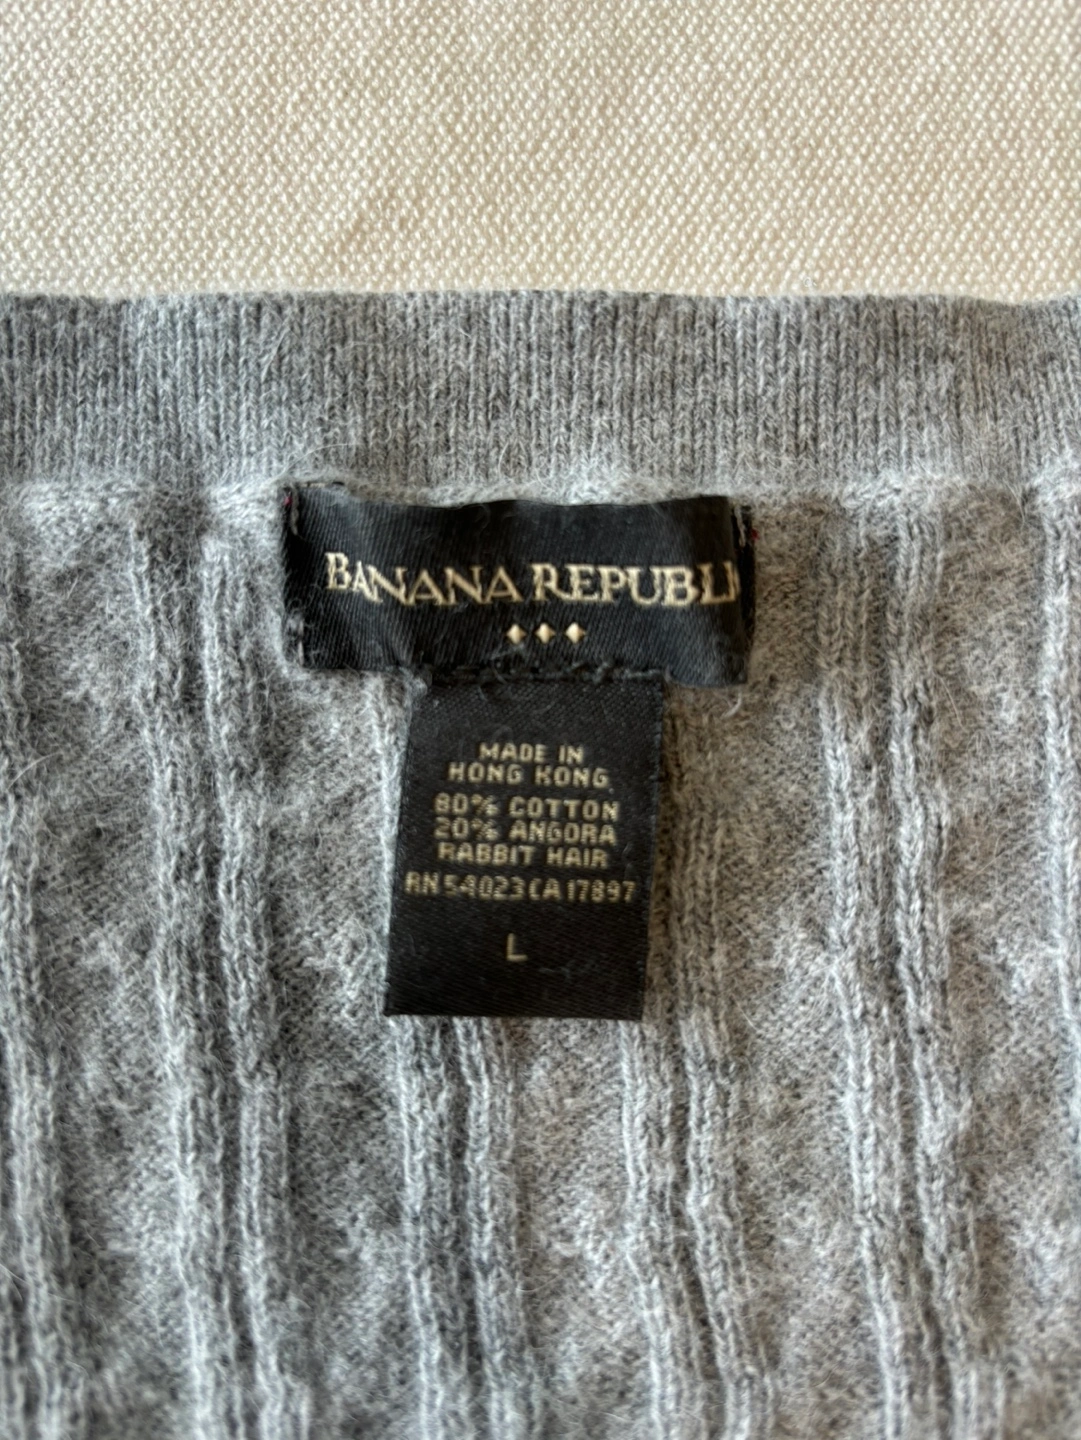 BANANA REPUBLI
MADE IN
HONG KONG
80% COTTON
20% ANGORA
RABBIT HAIR
RN 54023 CA 17897
L